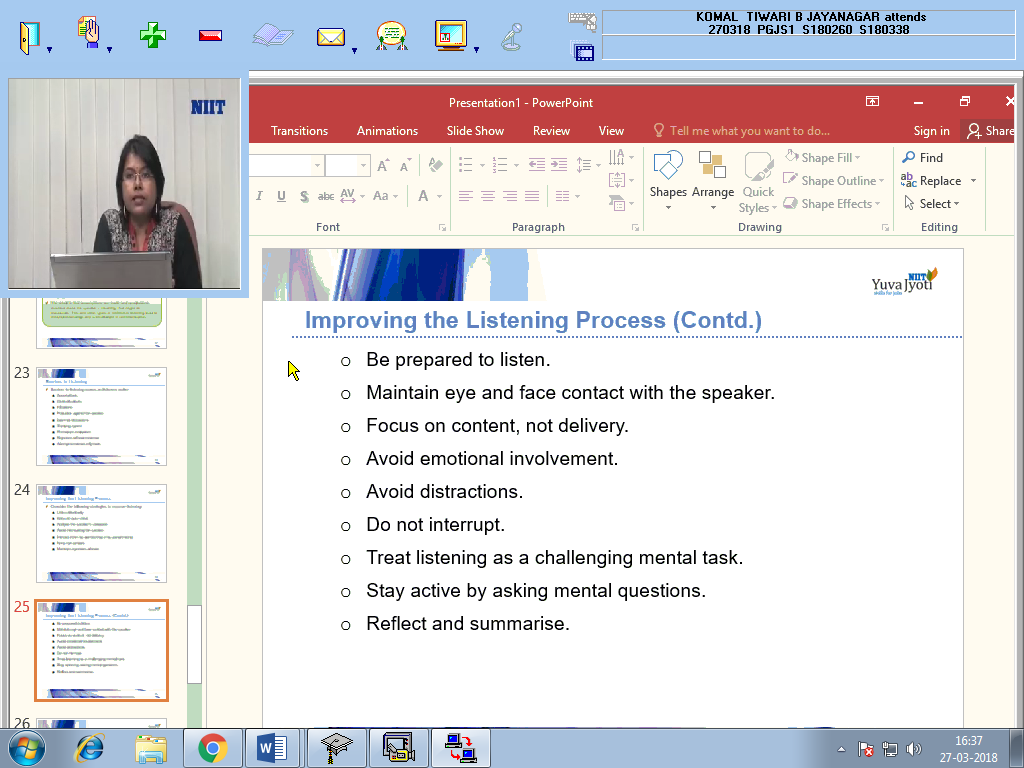 KOMAL TIWARI B JAYANAGAR attends
270318 PGJS1 S180260 S180338
NIIT
Presentation1 - PowerPoint
Transitions Animations Slide Show Review View Tell me what you want to do... Sign in Share
Shapes Arrange Quick Styles
Shape Fill
Shape Outline
Shape Effects
Find
Replace
Select
Font Paragraph Drawing Editing
NIIT
Yuva Jyoti
skills for jobs
Improving the Listening Process (Contd.)
o Be prepared to listen.
o Maintain eye and face contact with the speaker.
o Focus on content, not delivery.
o Avoid emotional involvement.
o Avoid distractions.
o Do not interrupt.
o Treat listening as a challenging mental task.
o Stay active by asking mental questions.
o Reflect and summarise.
23
24
25
26
16:37
27-03-2018